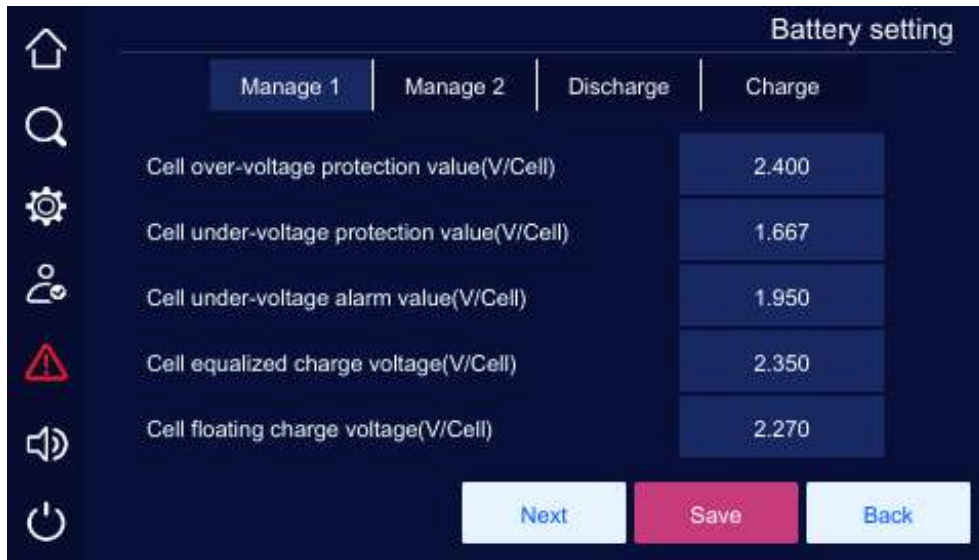 Battery setting
Manage 1 Manage 2 Discharge Charge
Cell over-voltage protection value(V/Cell) 2.400
Cell under-voltage protection value(V/Cell) 1.667
Cell under-voltage alarm value(V/Cell) 1.950
Cell equalized charge voltage(V/Cell) 2.350
Cell floating charge voltage(V/Cell) 2.270
Next Save Back